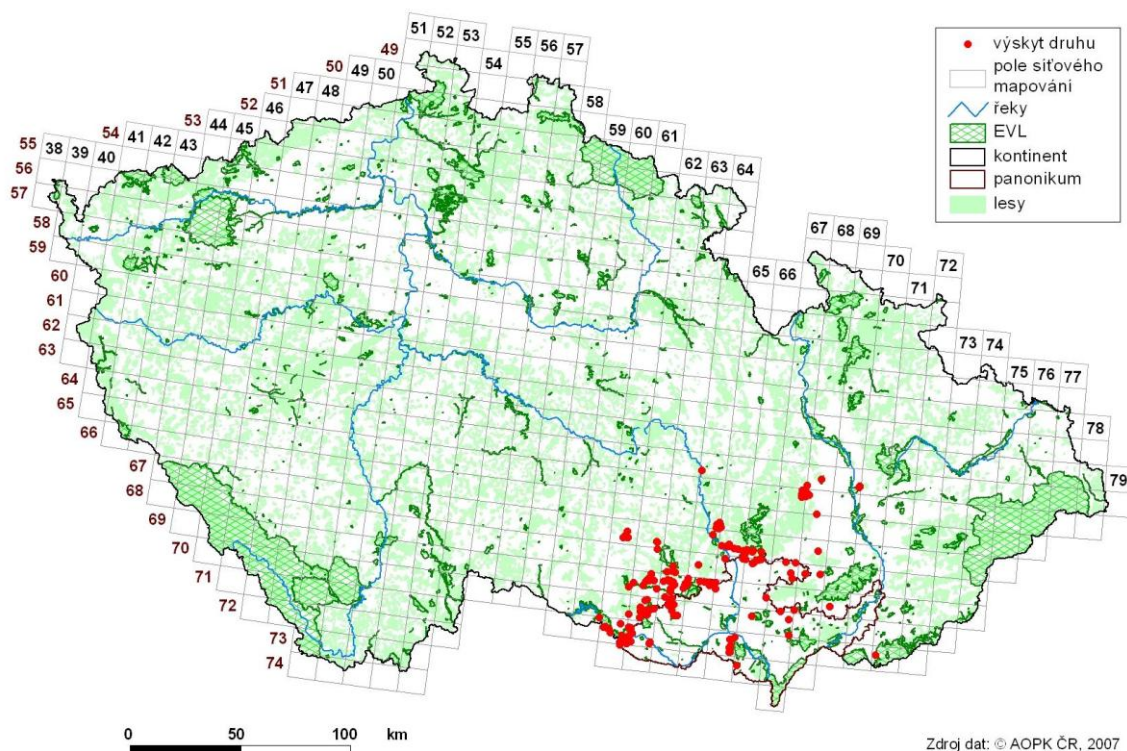 51 52 53
55 56 57
49
54
50 49 50
51 47 48
58
52 46
53 44 45
59 60 61
54 41 42 43
55 38 39 40
62 63 64
56
57
67 68 69
58
70
72
59
65 66
71
60
61
62
73 74
63
75 76 77
64
65
78
66
67
79
68
69
70
71
72
73
74
výskyt druhu
pole síťového
mapování
řeky
EVL
kontinent
panonikum
lesy
0 50 100 km
Zdroj dat: © AOPK ČR, 2007